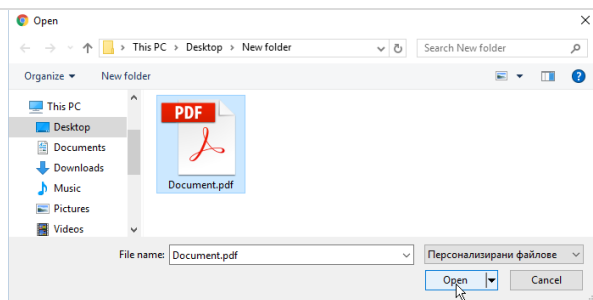 Open
This PC > Desktop > New folder
Search New folder
Organize
New folder
This PC
Desktop
Documents
Downloads
Music
Pictures
Videos
PDF
Document.pdf
File name: Document.pdf
Персонализирани файлове
Open
Cancel